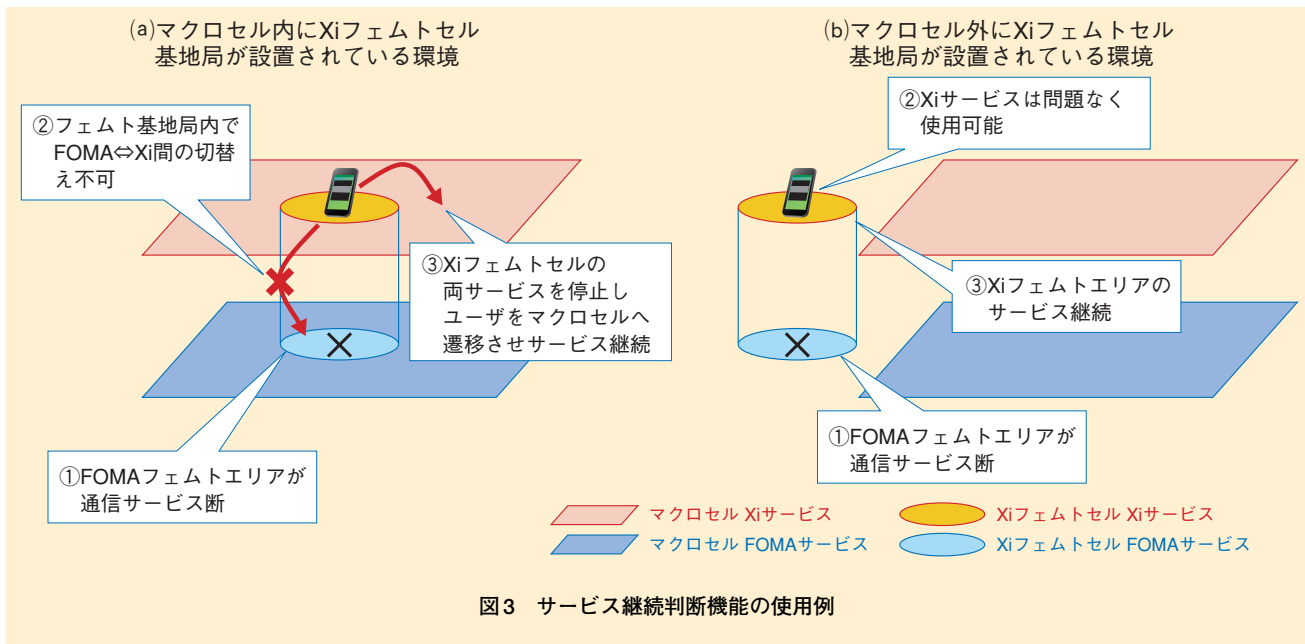 (a)マクロセル内にXiフェムトセル
基地局が設置されている環境
②フェムト基地局内で
FOMA⇔Xi間の切替
え不可
③Xiフェムトセルの
両サービスを停止し
ユーザをマクロセルへ
遷移させサービス継続
①FOMAフェムトエリアが
通信サービス断
(b)マクロセル外にXiフェムトセル
基地局が設置されている環境
②Xiサービスは問題なく
使用可能
③Xiフェムトエリアの
サービス継続
①FOMAフェムトエリアが
通信サービス断
マクロセル Xiサービス
Xiフェムトセル Xiサービス
マクロセル FOMAサービス
Xiフェムトセル FOMAサービス
図3 サービス継続判断機能の使用例